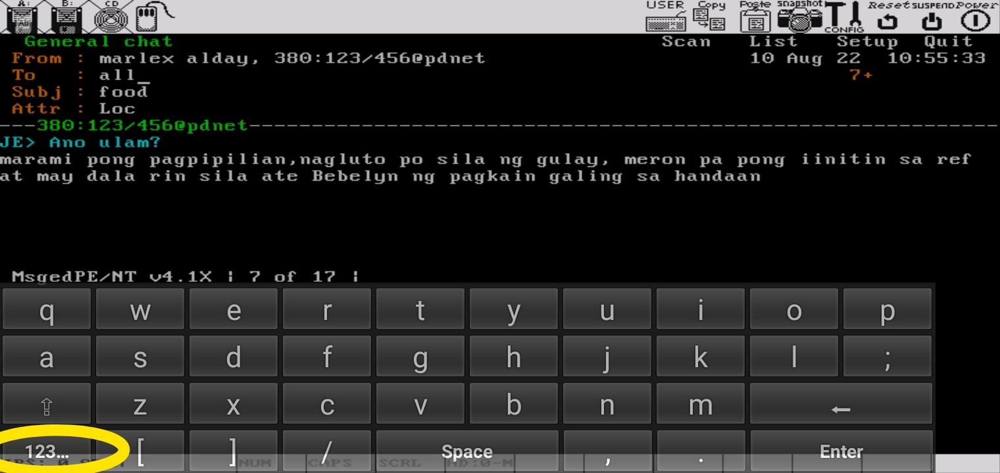 A: B: CD USER Copy Paste snapshot CONFIG Reset SUSPEND Power
General chat Scan List Setup Quit
From : marlex alday, 380:123/456@pdnet 10 Aug 22 10:55:33
To : all_ 7+
Subj : food
Attr : Loc
---380:123/456@pdnet---
JE> Ano ulam?
marami pong pagpipilian,nagluto po sila ng gulay, meron pa pong iinitin sa ref
at may dala rin sila ate Bebelyn ng pagkain galing sa handaan
MsgedPE/NT v4.1X | 7 of 17 |
q w e r t y u i o p
a s d f g h j k l ;
⇧ z x c v b n m ←
123... [ ] / Space , . Enter
NUM CAPS SCRL HD:0-M